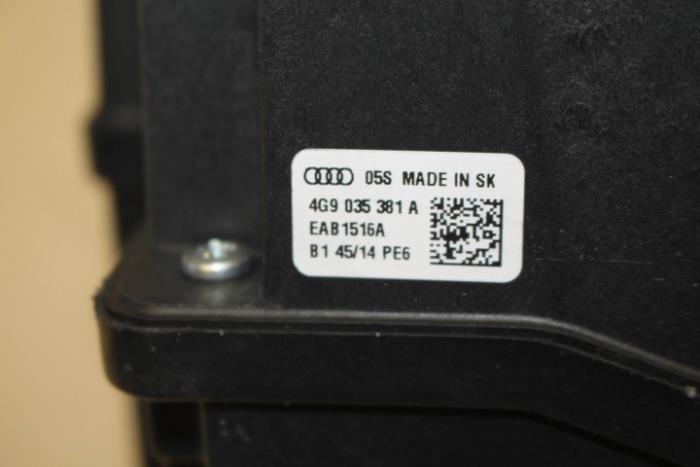 05S MADE IN SK
4G9 035 381 A
EAB1516A
B1 45/14 PE6